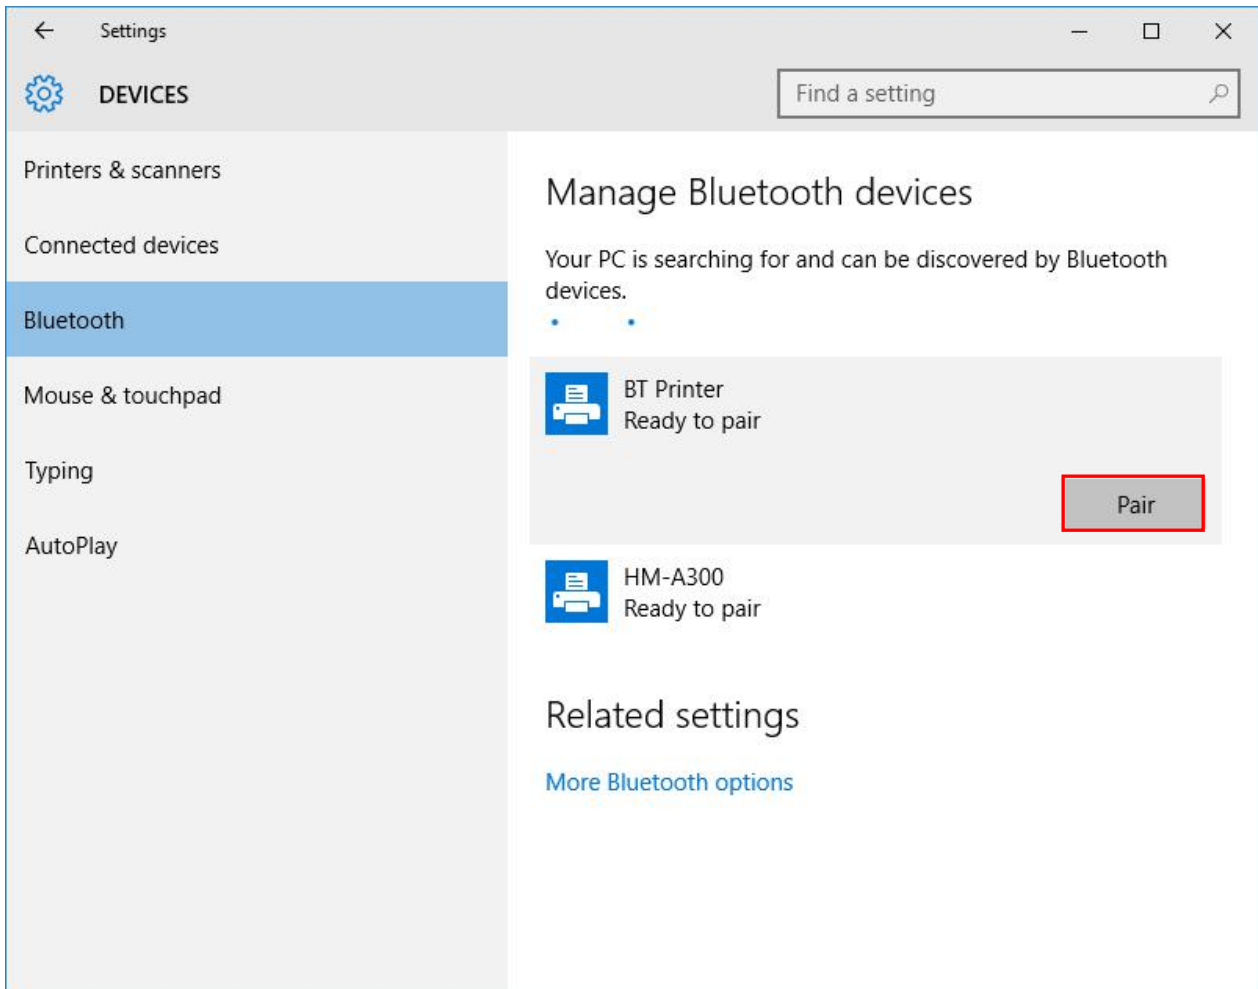 Settings
DEVICES
Find a setting
Printers & scanners
Connected devices
Bluetooth
Mouse & touchpad
Typing
AutoPlay
Manage Bluetooth devices
Your PC is searching for and can be discovered by Bluetooth
devices.
BT Printer
Ready to pair
Pair
HM-A300
Ready to pair
Related settings
More Bluetooth options